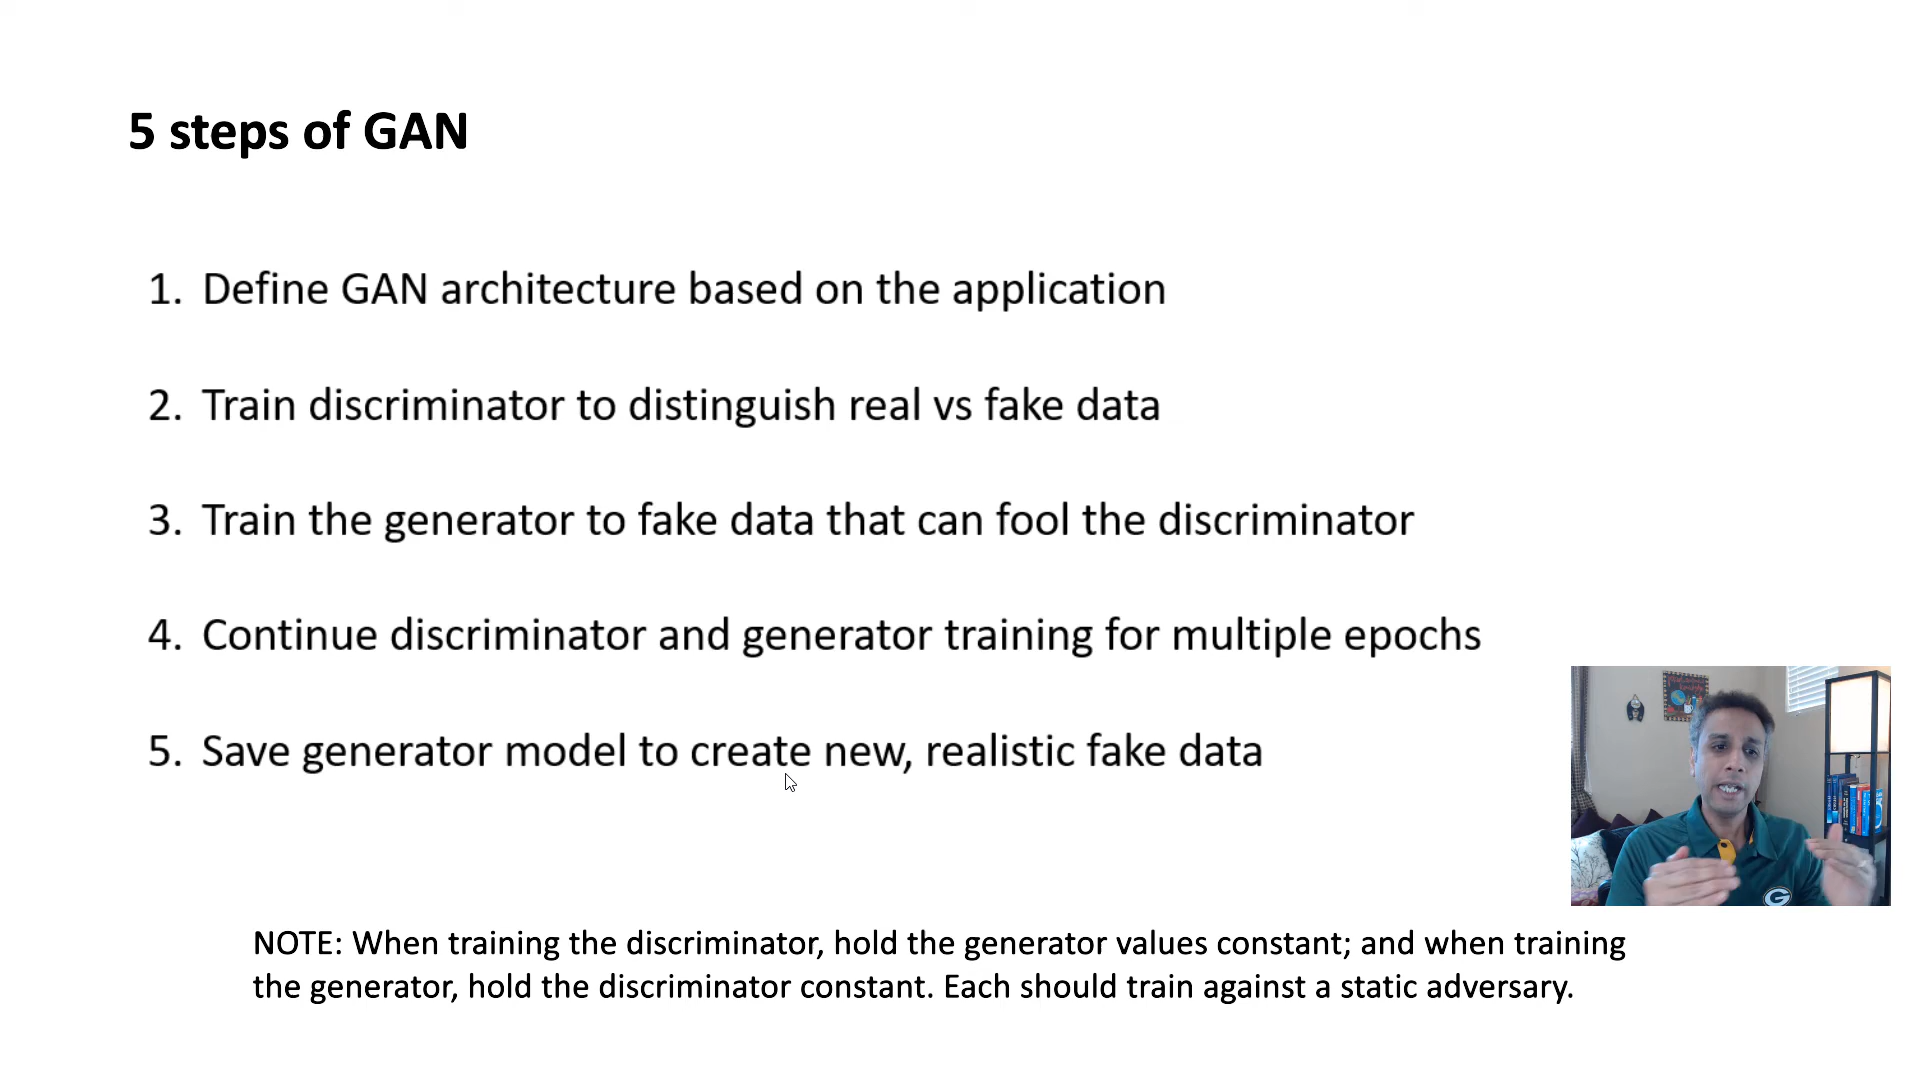 5 steps of GAN
1. Define GAN architecture based on the application
2. Train discriminator to distinguish real vs fake data
3. Train the generator to fake data that can fool the discriminator
4. Continue discriminator and generator training for multiple epochs
5. Save generator model to create new, realistic fake data
G
NOTE: When training the discriminator, hold the generator values constant; and when training
the generator, hold the discriminator constant. Each should train against a static adversary.